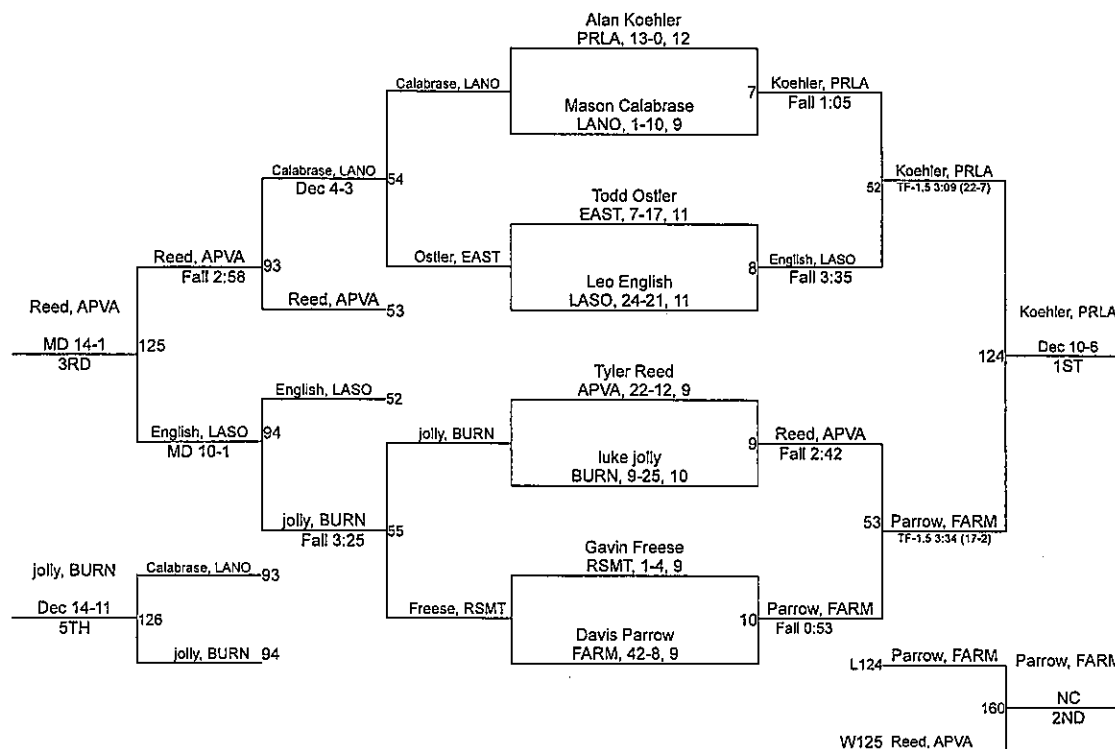 Alan Koehler
PRLA, 13-0, 12
Calabrase, LANO
7
Koehler, PRLA
Fall 1:05
Mason Calabrase
LANO, 1-10, 9
Calabrase, LANO
Dec 4-3
54
52
Koehler, PRLA
TF-1.5 3:09 (22-7)
Todd Ostler
EAST, 7-17, 11
Reed, APVA
Fall 2:58
93
Ostler, EAST
8
English, LASO
Fall 3:35
Leo English
LASO, 24-21, 11
Reed, APVA
53
Reed, APVA
MD 14-1
3RD
125
Koehler, PRLA
124
Dec 10-6
1ST
Tyler Reed
APVA, 22-12, 9
English, LASO
52
English, LASO
MD 10-1
94
jolly, BURN
9
Reed, APVA
Fall 2:42
luke jolly
BURN, 9-25, 10
jolly, BURN
Fall 3:25
55
53
Parrow, FARM
TF-1.5 3:34 (17-2)
Gavin Freese
RSMT, 1-4, 9
jolly, BURN
Dec 14-11
5TH
126
Calabrase, LANO
93
Freese, RSMT
10
Parrow, FARM
Fall 0:53
Davis Parrow
FARM, 42-8, 9
jolly, BURN
94
L124
Parrow, FARM
Parrow, FARM
160
NC
2ND
W125
Reed, APVA